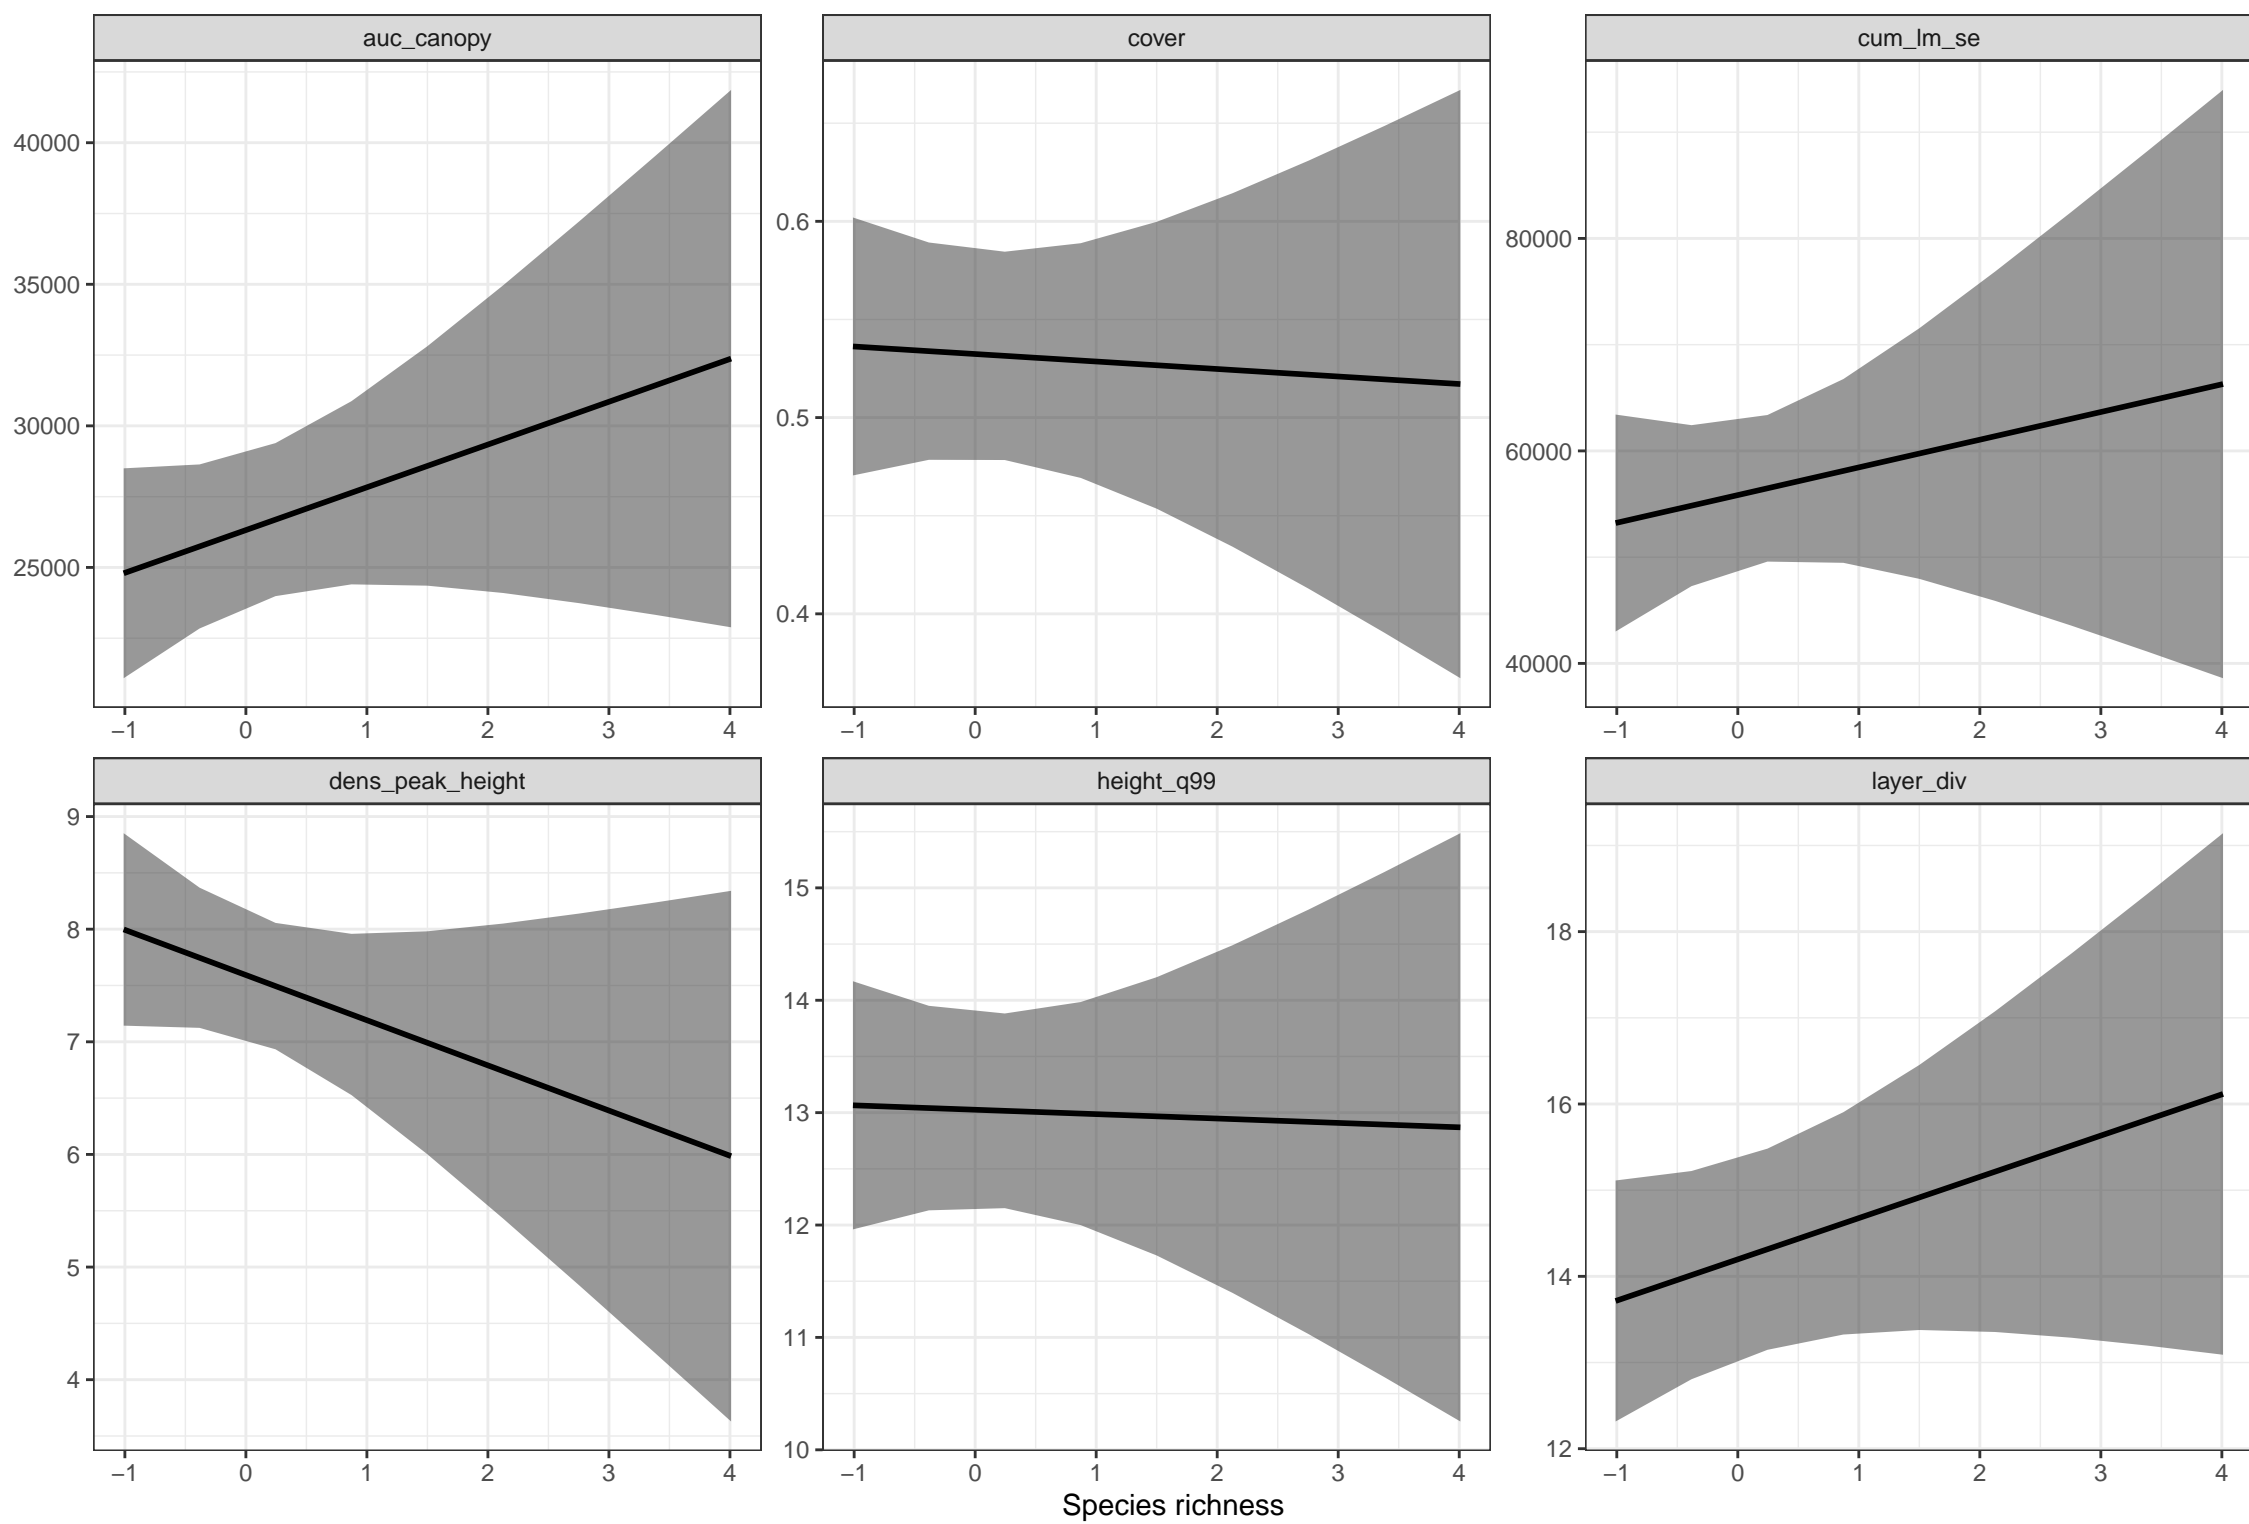 auc_canopy
cover
cum_lm_se
40000
35000
30000
25000
0.6
0.5
0.4
80000
60000
40000
−1 0 1 2 3 4
−1 0 1 2 3 4
−1 0 1 2 3 4
dens_peak_height
height_q99
layer_div
9
8
7
6
5
4
15
14
13
12
11
10
18
16
14
12
−1 0 1 2 3 4
−1 0 1 2 3 4
−1 0 1 2 3 4
Species richness